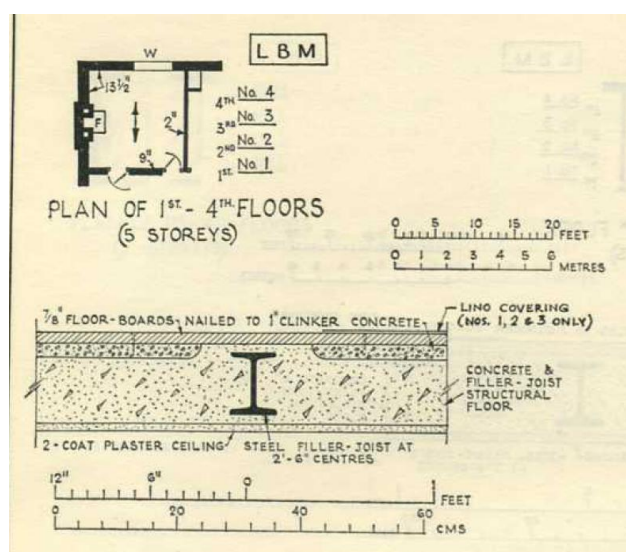 W
LBM
13½"
F
2"
9"
4TH No. 4
3RD No. 3
2ND No. 2
1ST. No. 1
PLAN OF 1ST.- 4TH. FLOORS
(5 STOREYS)
0 5 10 15 20
FEET
0 1 2 3 4 5 6
METRES
7/8" FLOOR-BOARDS NAILED TO 1" CLINKER CONCRETE
LINO COVERING
(NOS. 1, 2 & 3 ONLY)
CONCRETE &
FILLER-JOIST
STRUCTURAL
FLOOR
2-COAT PLASTER CEILING
STEEL FILLER-JOIST AT
2'-6" CENTRES
12" 6" 0 1
FEET
0 20 40 60
CMS